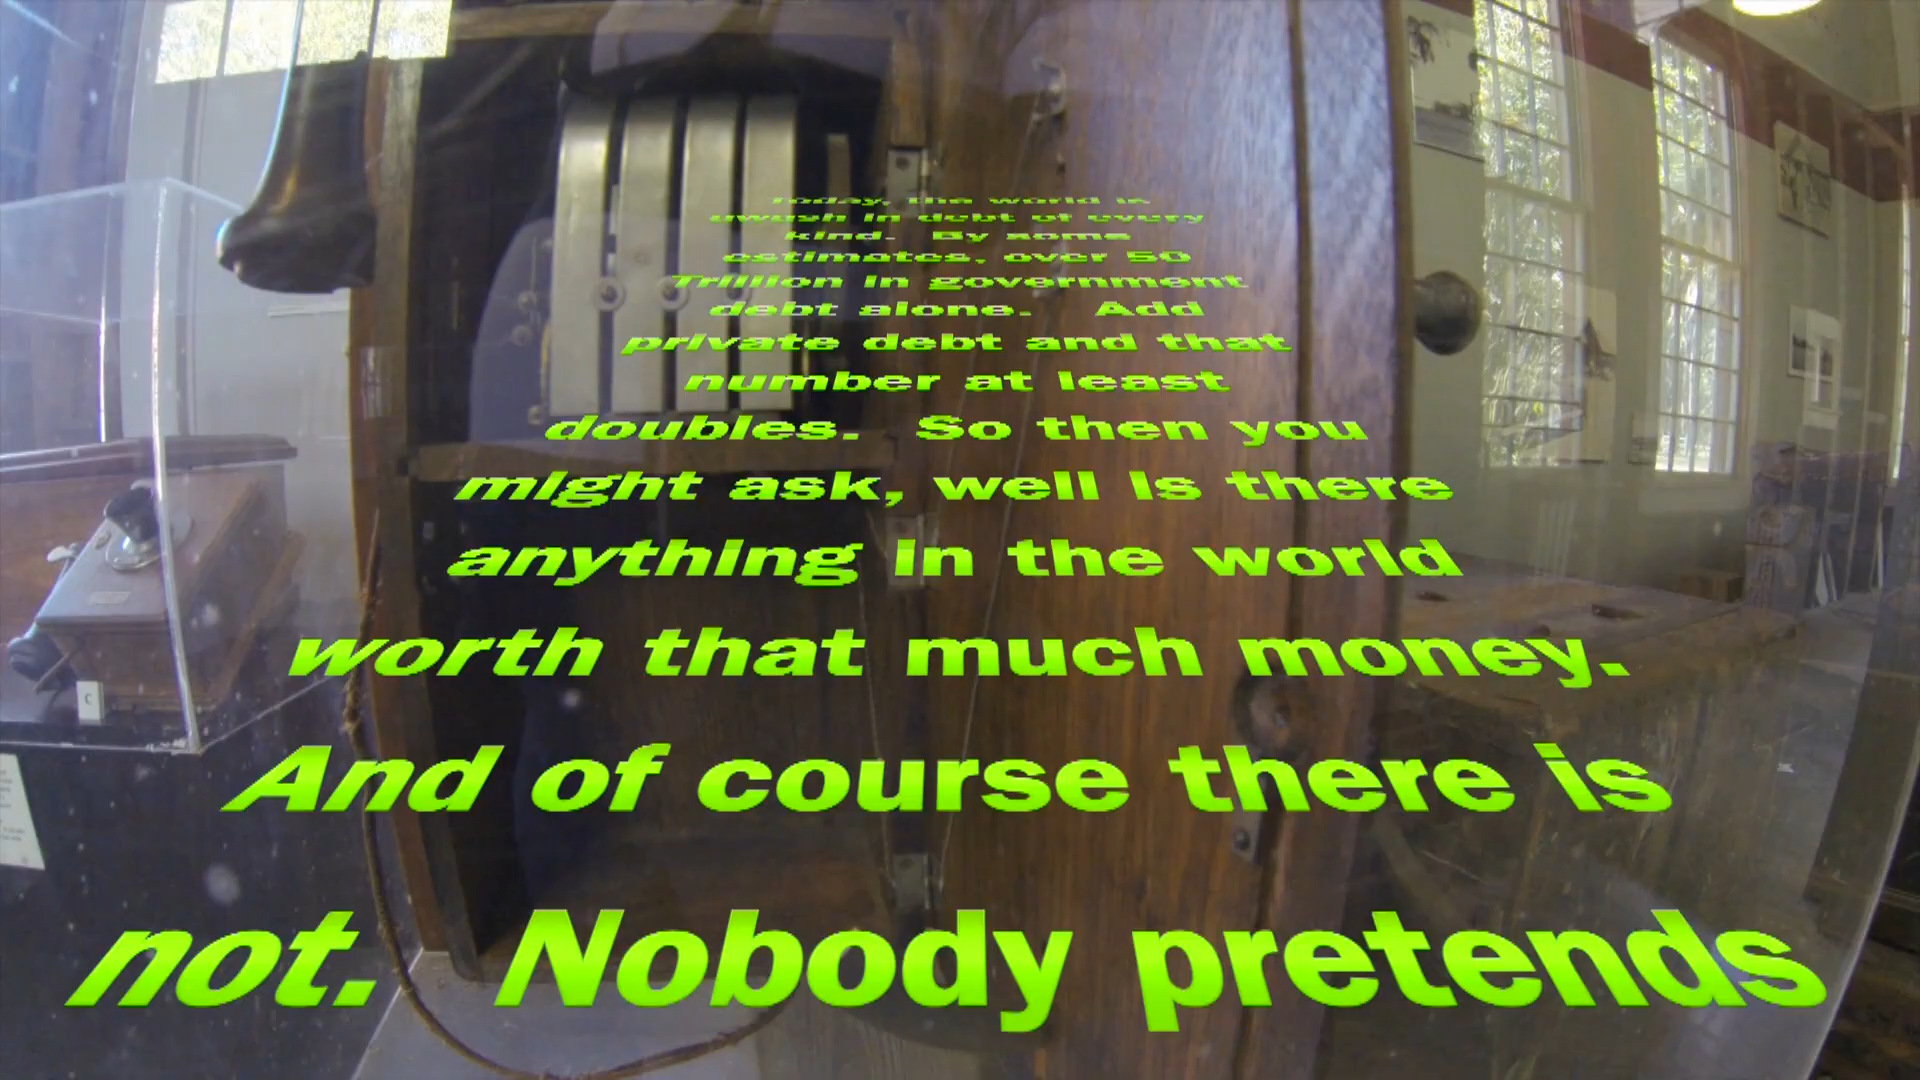 Today, the world is
awash in debt of every
kind.  By some
estimates, over 50
Trillion in government
debt alone.  Add
private debt and that
number at least
doubles.  So then you
might ask, well is there
anything in the world
worth that much money.
And of course there is
not.  Nobody pretends
C